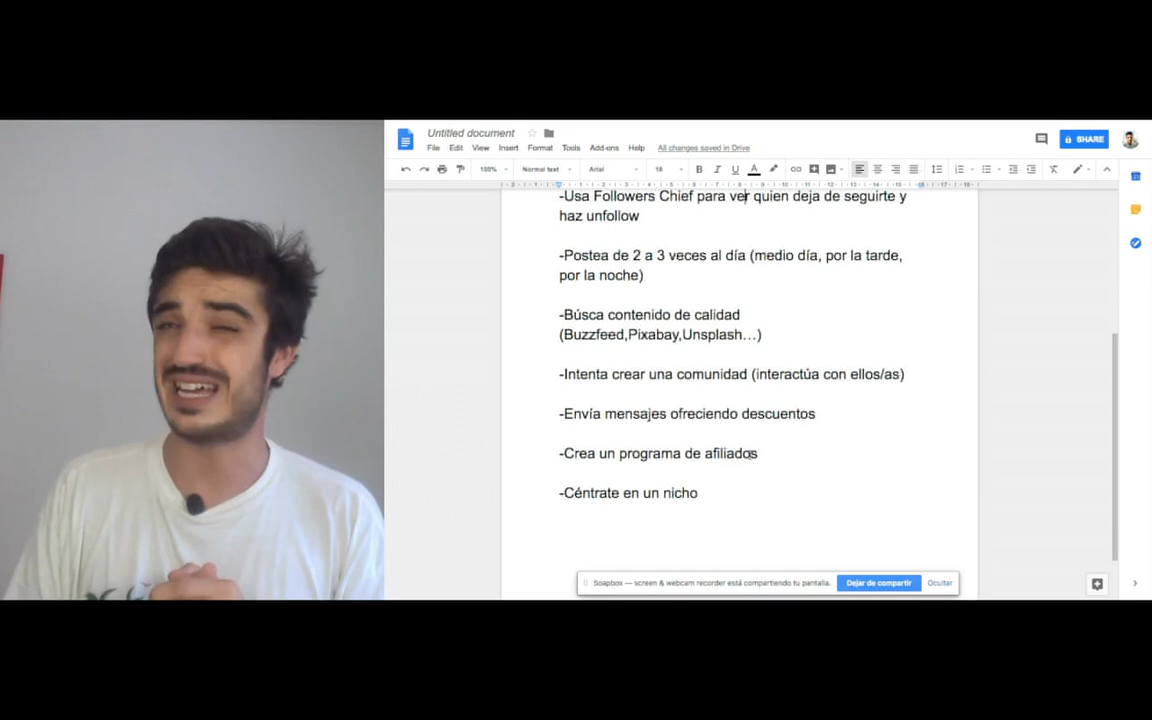 Untitled document
SHARE
File Edit View Insert Format Tools Add-ons Help All changes saved in Drive
100% Normal text Arial 18 B I U A
-Usa Followers Chief para ver quien deja de seguirte y
haz unfollow
-Postea de 2 a 3 veces al día (medio día, por la tarde,
por la noche)
-Búsca contenido de calidad
(Buzzfeed,Pixabay,Unsplash…)
-Intenta crear una comunidad (interactúa con ellos/as)
-Envía mensajes ofreciendo descuentos
-Crea un programa de afiliados
-Céntrate en un nicho
Soapbox — screen & webcam recorder está compartiendo tu pantalla. Dejar de compartir Ocultar